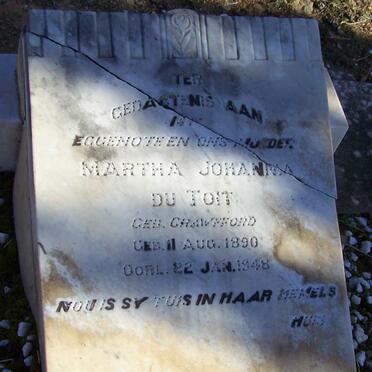 TER
GEDAGTENIS AAN
MY
EGGENOTE EN ONS MOEDER
MARTHA JOHANNA
DU TOIT
GEB. CRAWFFORD
GEB. 11 AUG. 1890
OORL. 22 JAN. 1948
NOU IS SY TUIS IN HAAR HEMELS
HUIS